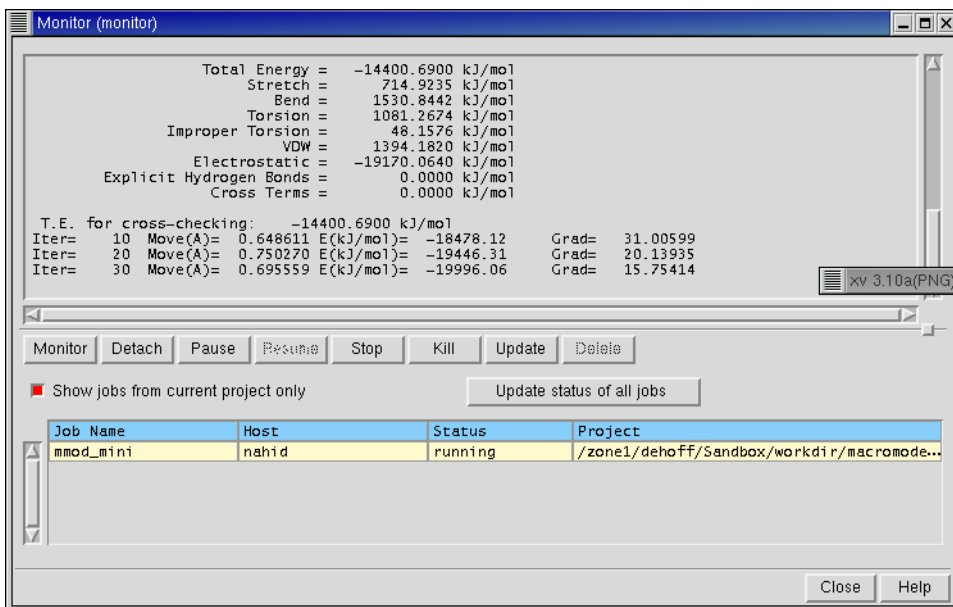 Monitor (monitor)
Total Energy = -14400.6900 kJ/mol
Stretch = 714.9235 kJ/mol
Bend = 1530.8442 kJ/mol
Torsion = 1081.2674 kJ/mol
Improper Torsion = 48.1576 kJ/mol
VDW = 1394.1820 kJ/mol
Electrostatic = -19170.0640 kJ/mol
Explicit Hydrogen Bonds = 0.0000 kJ/mol
Cross Terms = 0.0000 kJ/mol
T.E. for cross-checking: -14400.6900 kJ/mol
Iter= 10 Move(A)= 0.648611 E(kJ/mol)= -18478.12 Grad= 31.00599
Iter= 20 Move(A)= 0.750270 E(kJ/mol)= -19446.31 Grad= 20.13935
Iter= 30 Move(A)= 0.695559 E(kJ/mol)= -19996.06 Grad= 15.75414
xv 3.10a(PNG)
Monitor Detach Pause Resume Stop Kill Update Delete
Show jobs from current project only Update status of all jobs
Job Name Host Status Project
mmod_mini nahid running /zone1/dehoff/Sandbox/workdir/macromode...
Close Help